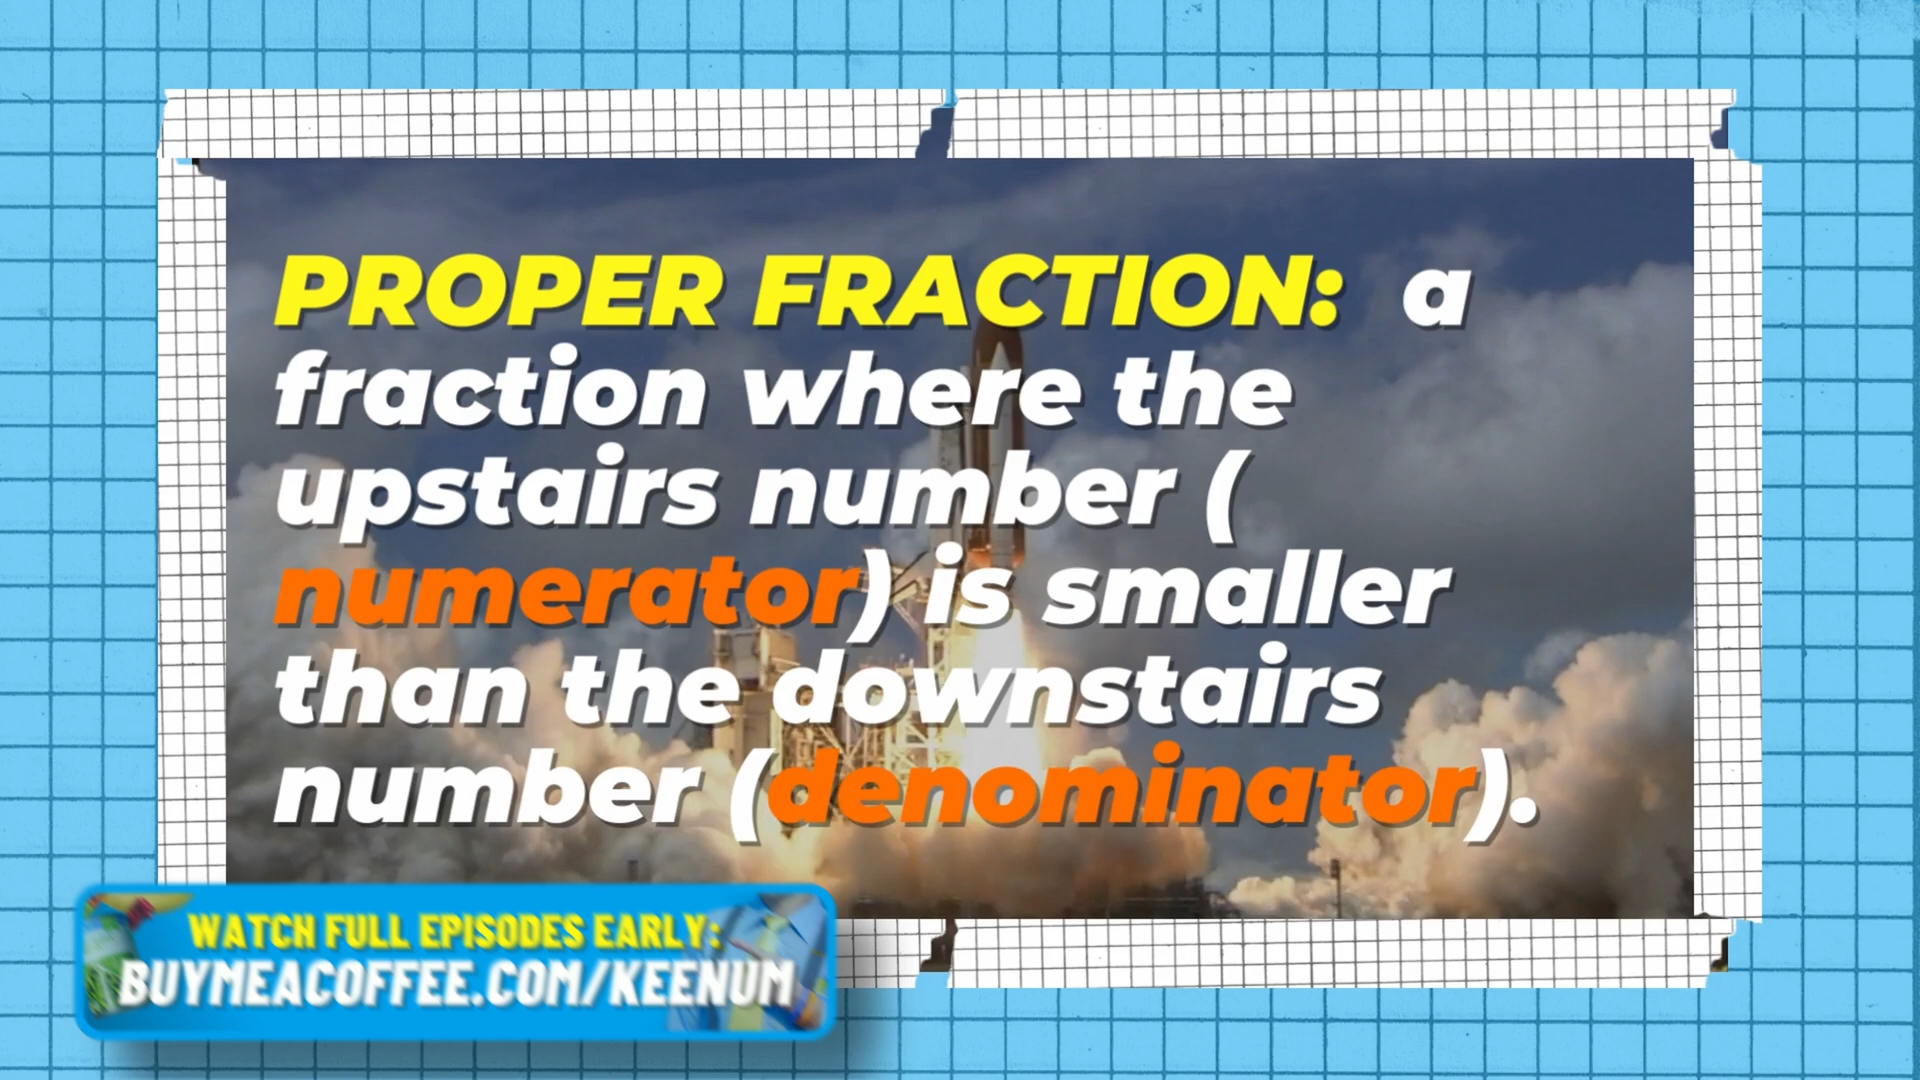 PROPER FRACTION: a
fraction where the
upstairs number (
numerator) is smaller
than the downstairs
number (denominator).
WATCH FULL EPISODES EARLY:
BUYMEACOFFEE.COM/KEENUM